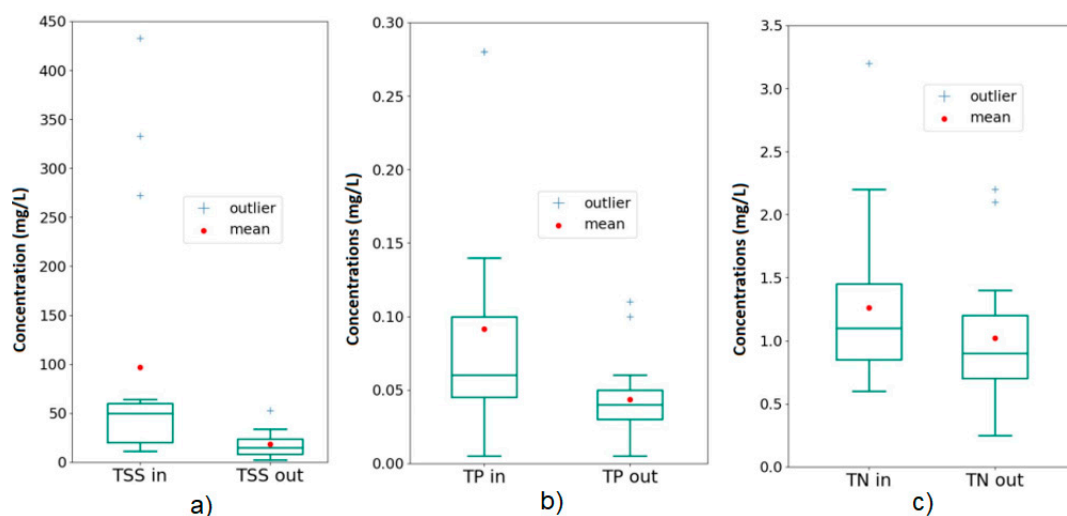 Concentration (mg/L)
450
400
350
300
250
200
150
100
50
0
outlier
mean
TSS in TSS out
a)
Concentrations (mg/L)
0.30
0.25
0.20
0.15
0.10
0.05
0.00
outlier
mean
TP in TP out
b)
Concentrations (mg/L)
3.5
3.0
2.5
2.0
1.5
1.0
0.5
0.0
outlier
mean
TN in TN out
c)